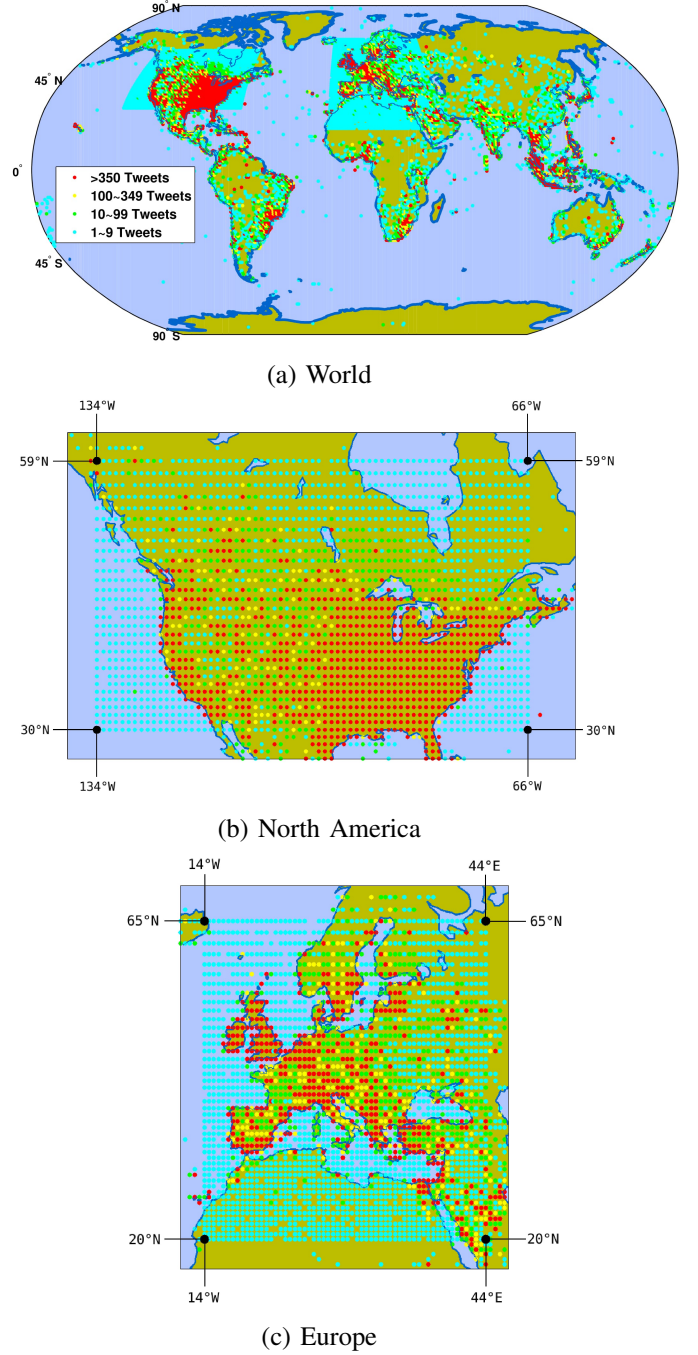 90° N
45° N
0°
>350 Tweets
100~349 Tweets
10~99 Tweets
1~9 Tweets
45° S
90° S
(a) World
134°W 66°W
59°N 59°N
30°N 30°N
134°W 66°W
(b) North America
14°W 44°E
65°N 65°N
20°N 20°N
14°W 44°E
(c) Europe